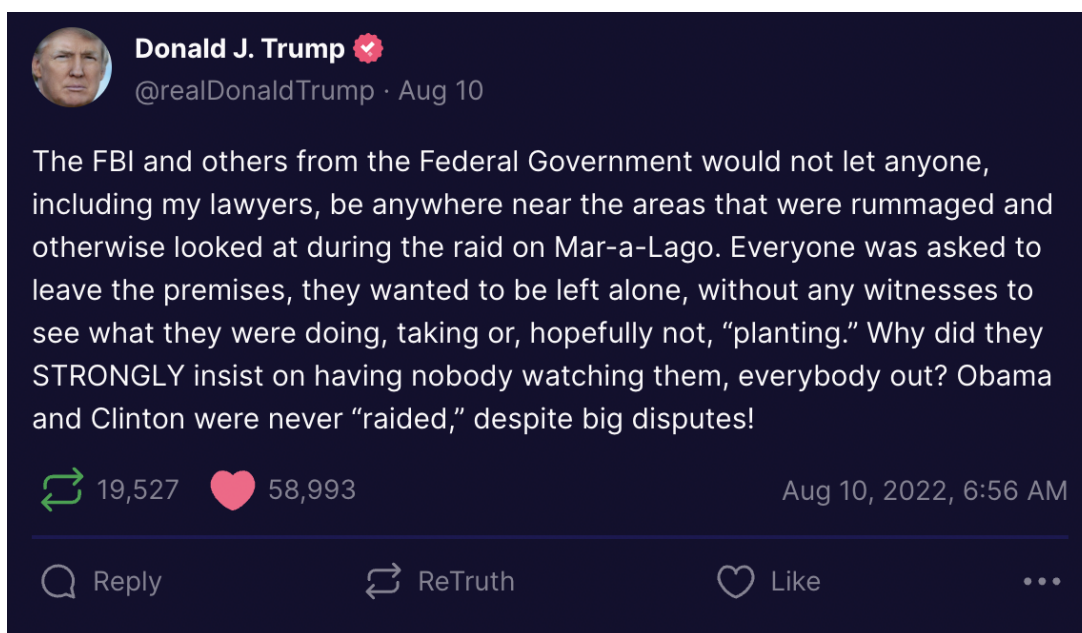 Donald J. Trump
@realDonaldTrump · Aug 10
The FBI and others from the Federal Government would not let anyone,
including my lawyers, be anywhere near the areas that were rummaged and
otherwise looked at during the raid on Mar-a-Lago. Everyone was asked to
leave the premises, they wanted to be left alone, without any witnesses to
see what they were doing, taking or, hopefully not, “planting.” Why did they
STRONGLY insist on having nobody watching them, everybody out? Obama
and Clinton were never “raided,” despite big disputes!
19,527 58,993 Aug 10, 2022, 6:56 AM
Reply ReTruth Like